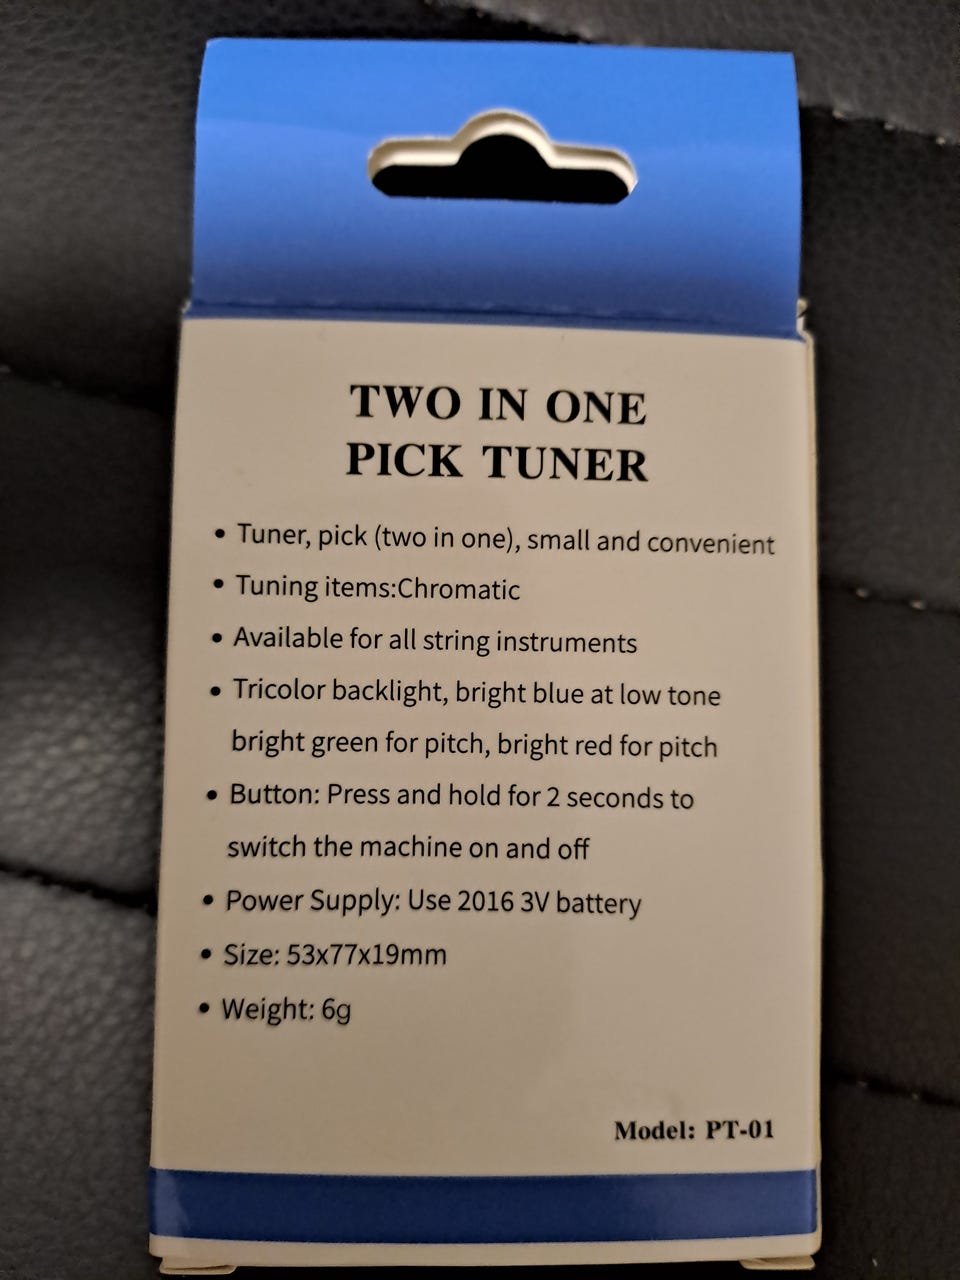 TWO IN ONE
PICK TUNER
• Tuner, pick (two in one), small and convenient
• Tuning items:Chromatic
• Available for all string instruments
• Tricolor backlight, bright blue at low tone
bright green for pitch, bright red for pitch
• Button: Press and hold for 2 seconds to
switch the machine on and off
• Power Supply: Use 2016 3V battery
• Size: 53x77x19mm
• Weight: 6g
Model: PT-01